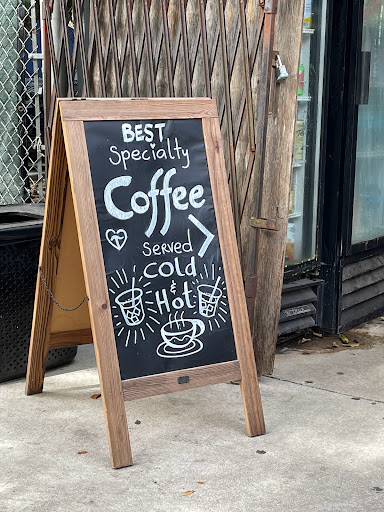 BEST
Specialty
Coffee
Served
Cold
&
Hot